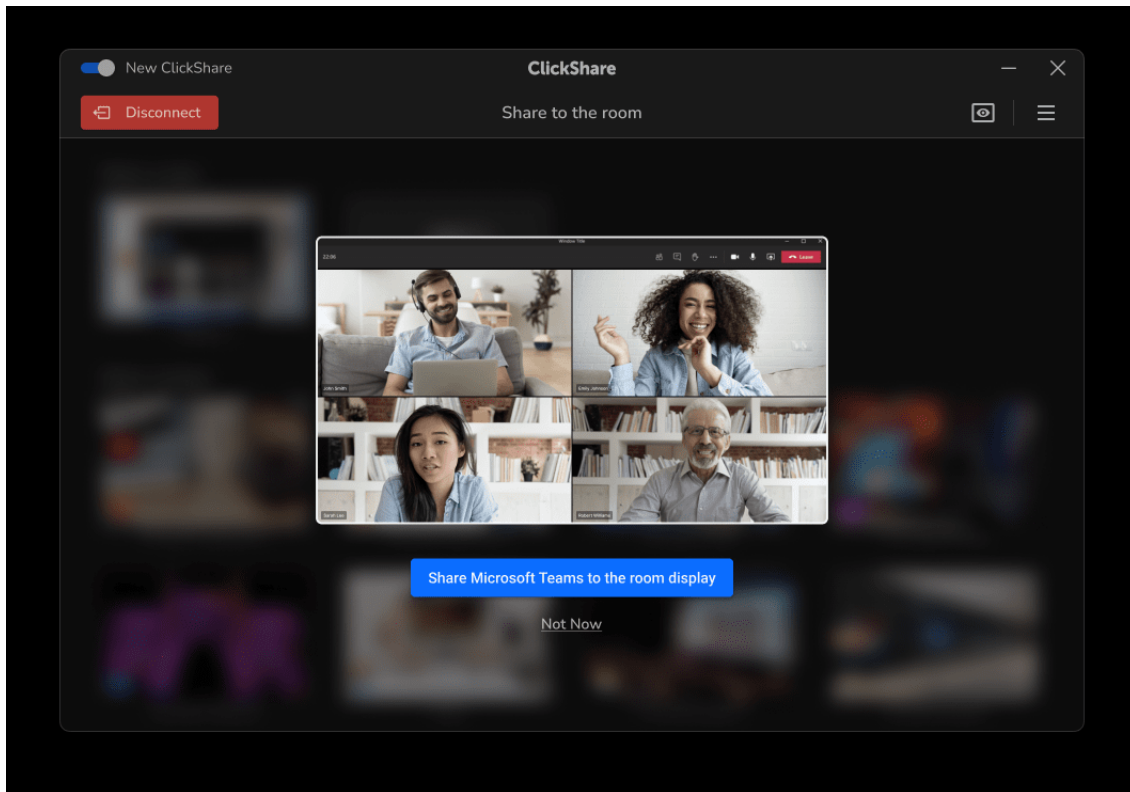 New ClickShare
ClickShare
Disconnect
Share to the room
Window Title
22:06
Leave
John Smith
Emily Johnson
Sarah Lee
Robert Williams
Share Microsoft Teams to the room display
Not Now